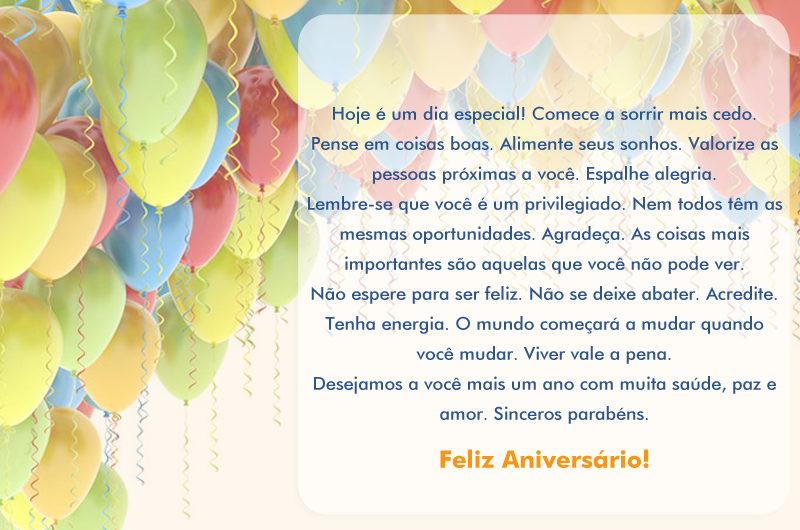 Hoje é um dia especial! Comece a sorrir mais cedo.
Pense em coisas boas. Alimente seus sonhos. Valorize as
pessoas próximas a você. Espalhe alegria.
Lembre-se que você é um privilegiado. Nem todos têm as
mesmas oportunidades. Agradeça. As coisas mais
importantes são aquelas que você não pode ver.
Não espere para ser feliz. Não se deixe abater. Acredite.
Tenha energia. O mundo começará a mudar quando
você mudar. Viver vale a pena.
Desejamos a você mais um ano com muita saúde, paz e
amor. Sinceros parabéns.
Feliz Aniversário!